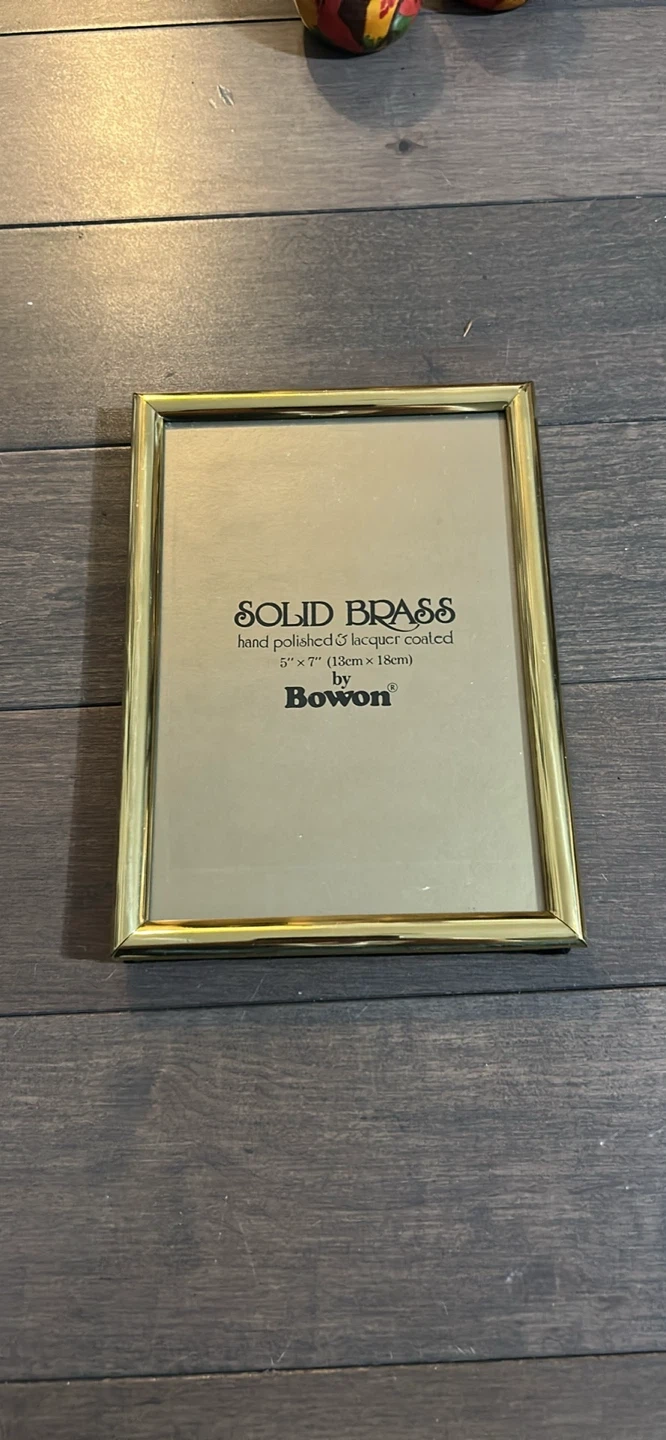 SOLID BRASS
hand polished & lacquer coated
5" × 7" (13cm × 18cm)
by
Bowon®